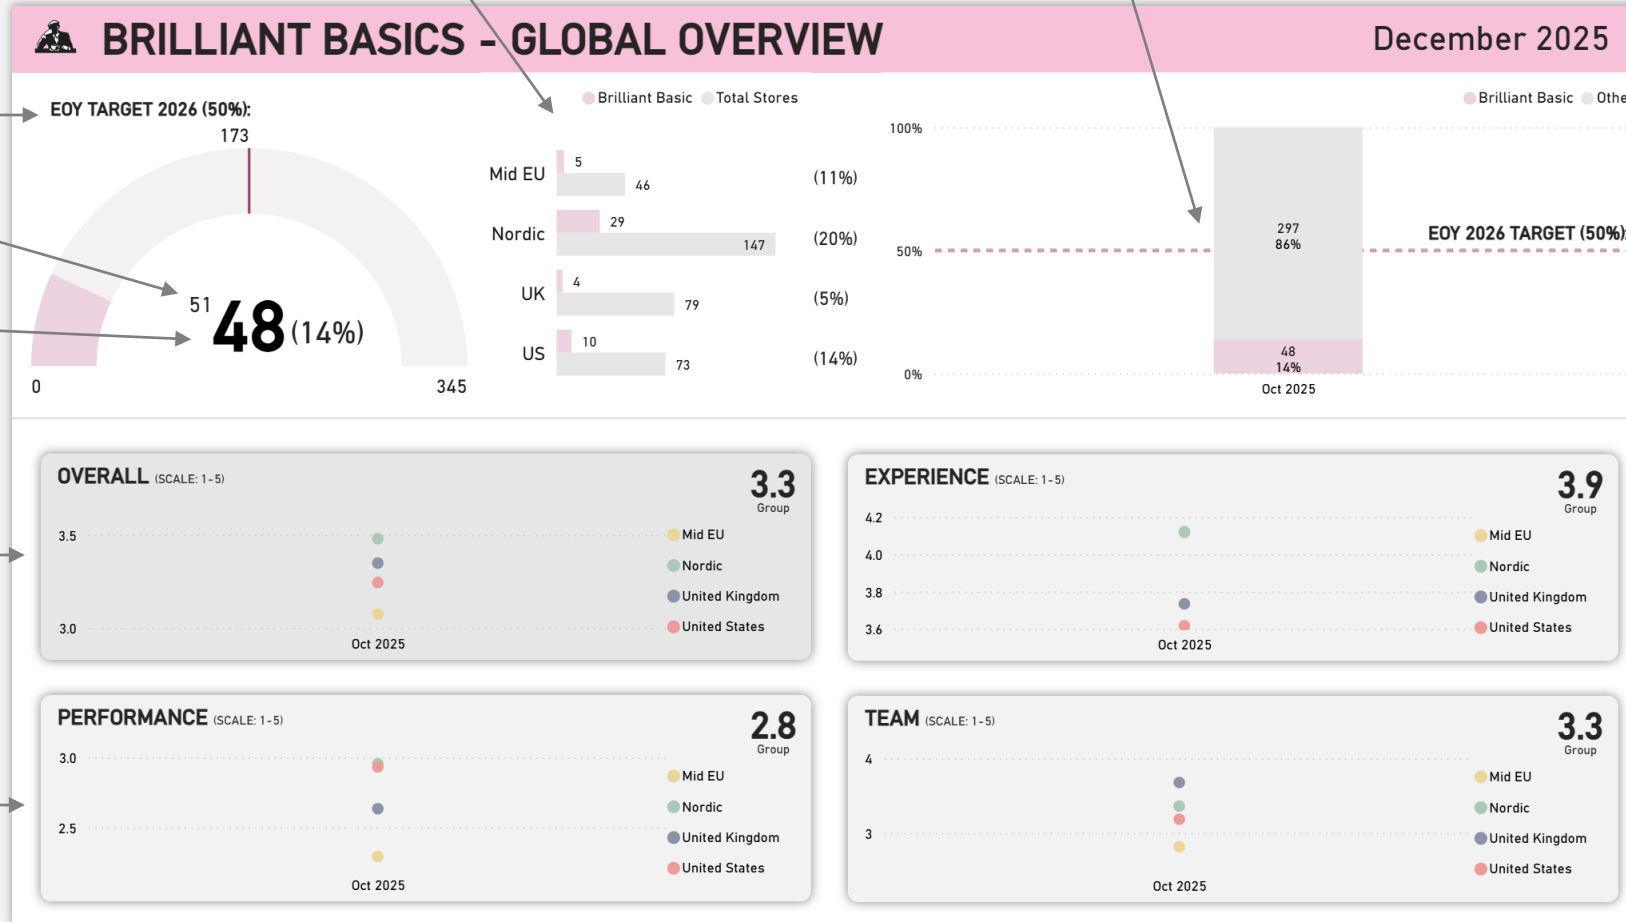 BRILLIANT BASICS - GLOBAL OVERVIEW
December 2025
EOY TARGET 2026 (50%):
173
51
48 (14%)
0
345
Brilliant Basic
Total Stores
Mid EU
5
46
(11%)
Nordic
29
147
(20%)
UK
4
79
(5%)
US
10
73
(14%)
Brilliant Basic
100%
50%
0%
297
86%
EOY 2026 TARGET (50%):
48
14%
Oct 2025
OVERALL (SCALE: 1-5)
3.3
Group
3.5
3.0
Oct 2025
Mid EU
Nordic
United Kingdom
United States
EXPERIENCE (SCALE: 1-5)
3.9
Group
4.2
4.0
3.8
3.6
Oct 2025
Mid EU
Nordic
United Kingdom
United States
PERFORMANCE (SCALE: 1-5)
2.8
Group
3.0
2.5
Oct 2025
Mid EU
Nordic
United Kingdom
United States
TEAM (SCALE: 1-5)
3.3
Group
4
3
Oct 2025
Mid EU
Nordic
United Kingdom
United States